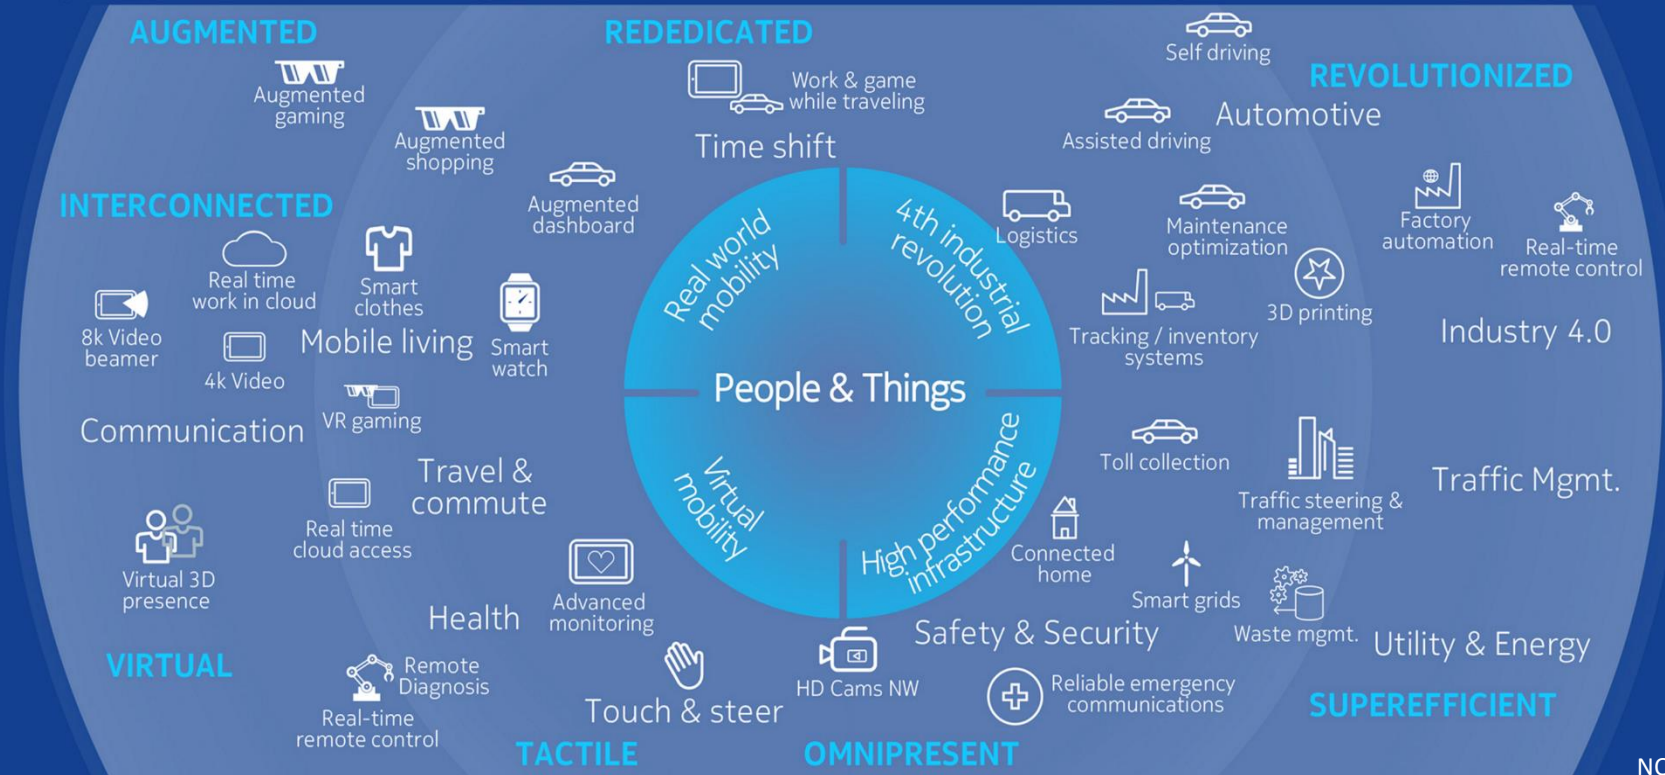 AUGMENTED
Augmented
gaming
Augmented
shopping
Augmented
dashboard
REDEDICATED
Work & game
while traveling
Time shift
Self driving
REVOLUTIONIZED
Automotive
Assisted driving
Logistics
Maintenance
optimization
Factory
automation
Real-time
remote control
3D printing
Tracking / inventory
systems
Industry 4.0
INTERCONNECTED
Real time
work in cloud
Smart
clothes
8k Video
beamer
4k Video
Mobile living
Smart
watch
VR gaming
Communication
Real world
mobility
4th industrial
revolution
People & Things
Virtual
mobility
High performance
infrastructure
Travel &
commute
Real time
cloud access
Virtual 3D
presence
Health
Advanced
monitoring
VIRTUAL
Remote
Diagnosis
Real-time
remote control
Touch & steer
TACTILE
Toll collection
Traffic steering &
management
Traffic Mgmt.
Connected
home
Smart grids
Waste mgmt.
Utility & Energy
Safety & Security
HD Cams NW
Reliable emergency
communications
SUPEREFFICIENT
OMNIPRESENT